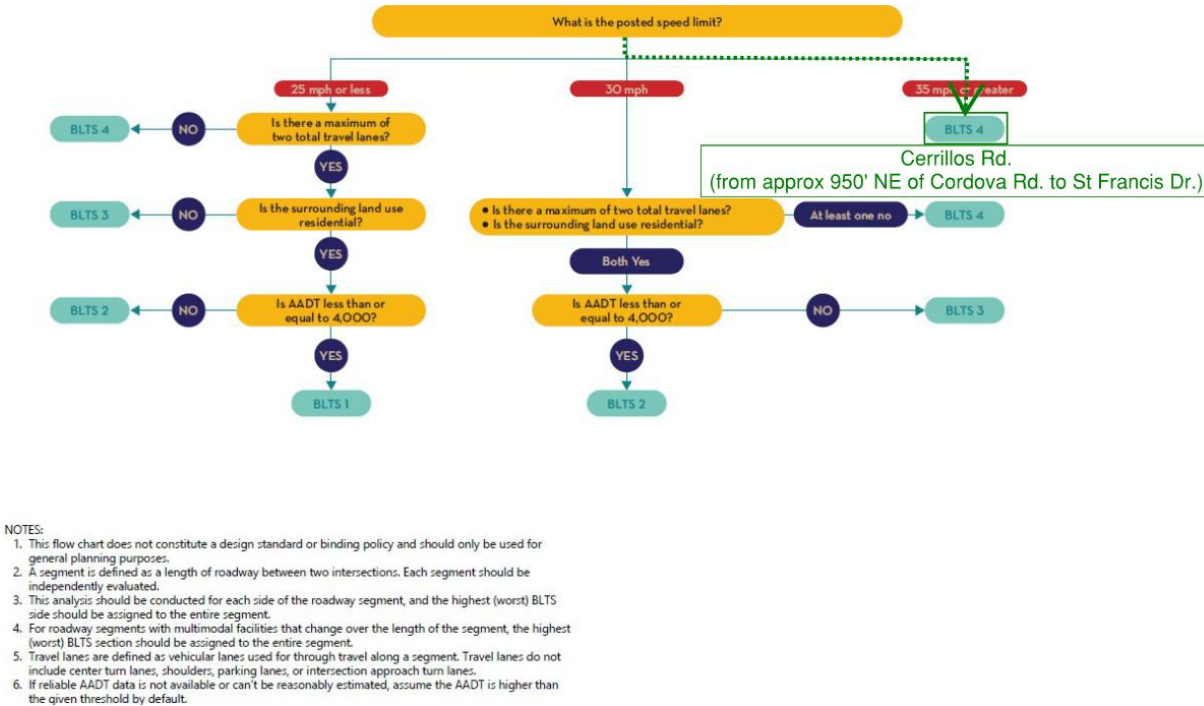 What is the posted speed limit?
25 mph or less
30 mph
35 mph or greater
BLTS 4
NO
Is there a maximum of
two total travel lanes?
BLTS 4
Cerrillos Rd.
(from approx 950' NE of Cordova Rd. to St Francis Dr.)
YES
BLTS 3
NO
Is the surrounding land use
residential?
● Is there a maximum of two total travel lanes?
● Is the surrounding land use residential?
At least one no
BLTS 4
YES
Both Yes
BLTS 2
NO
Is AADT less than or
equal to 4,000?
Is AADT less than or
equal to 4,000?
NO
BLTS 3
YES
YES
BLTS 1
BLTS 2
NOTES:
1. This flow chart does not constitute a design standard or binding policy and should only be used for
general planning purposes.
2. A segment is defined as a length of roadway between two intersections. Each segment should be
independently evaluated.
3. This analysis should be conducted for each side of the roadway segment, and the highest (worst) BLTS
side should be assigned to the entire segment.
4. For roadway segments with multimodal facilities that change over the length of the segment, the highest
(worst) BLTS section should be assigned to the entire segment.
5. Travel lanes are defined as vehicular lanes used for through travel along a segment. Travel lanes do not
include center turn lanes, shoulders, parking lanes, or intersection approach turn lanes.
6. If reliable AADT data is not available or can't be reasonably estimated, assume the AADT is higher than
the given threshold by default.